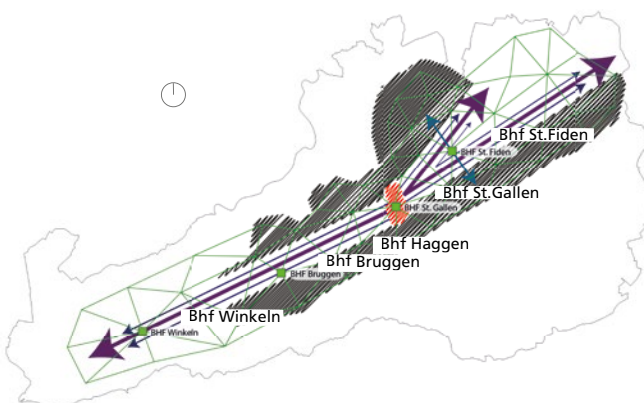 Bhf St.Fiden
BHF St. Fiden
Bhf St.Gallen
BHF St. Gallen
Bhf Haggen
Bhf Bruggen
BHF Bruggen
Bhf Winkeln
BHF Winkeln